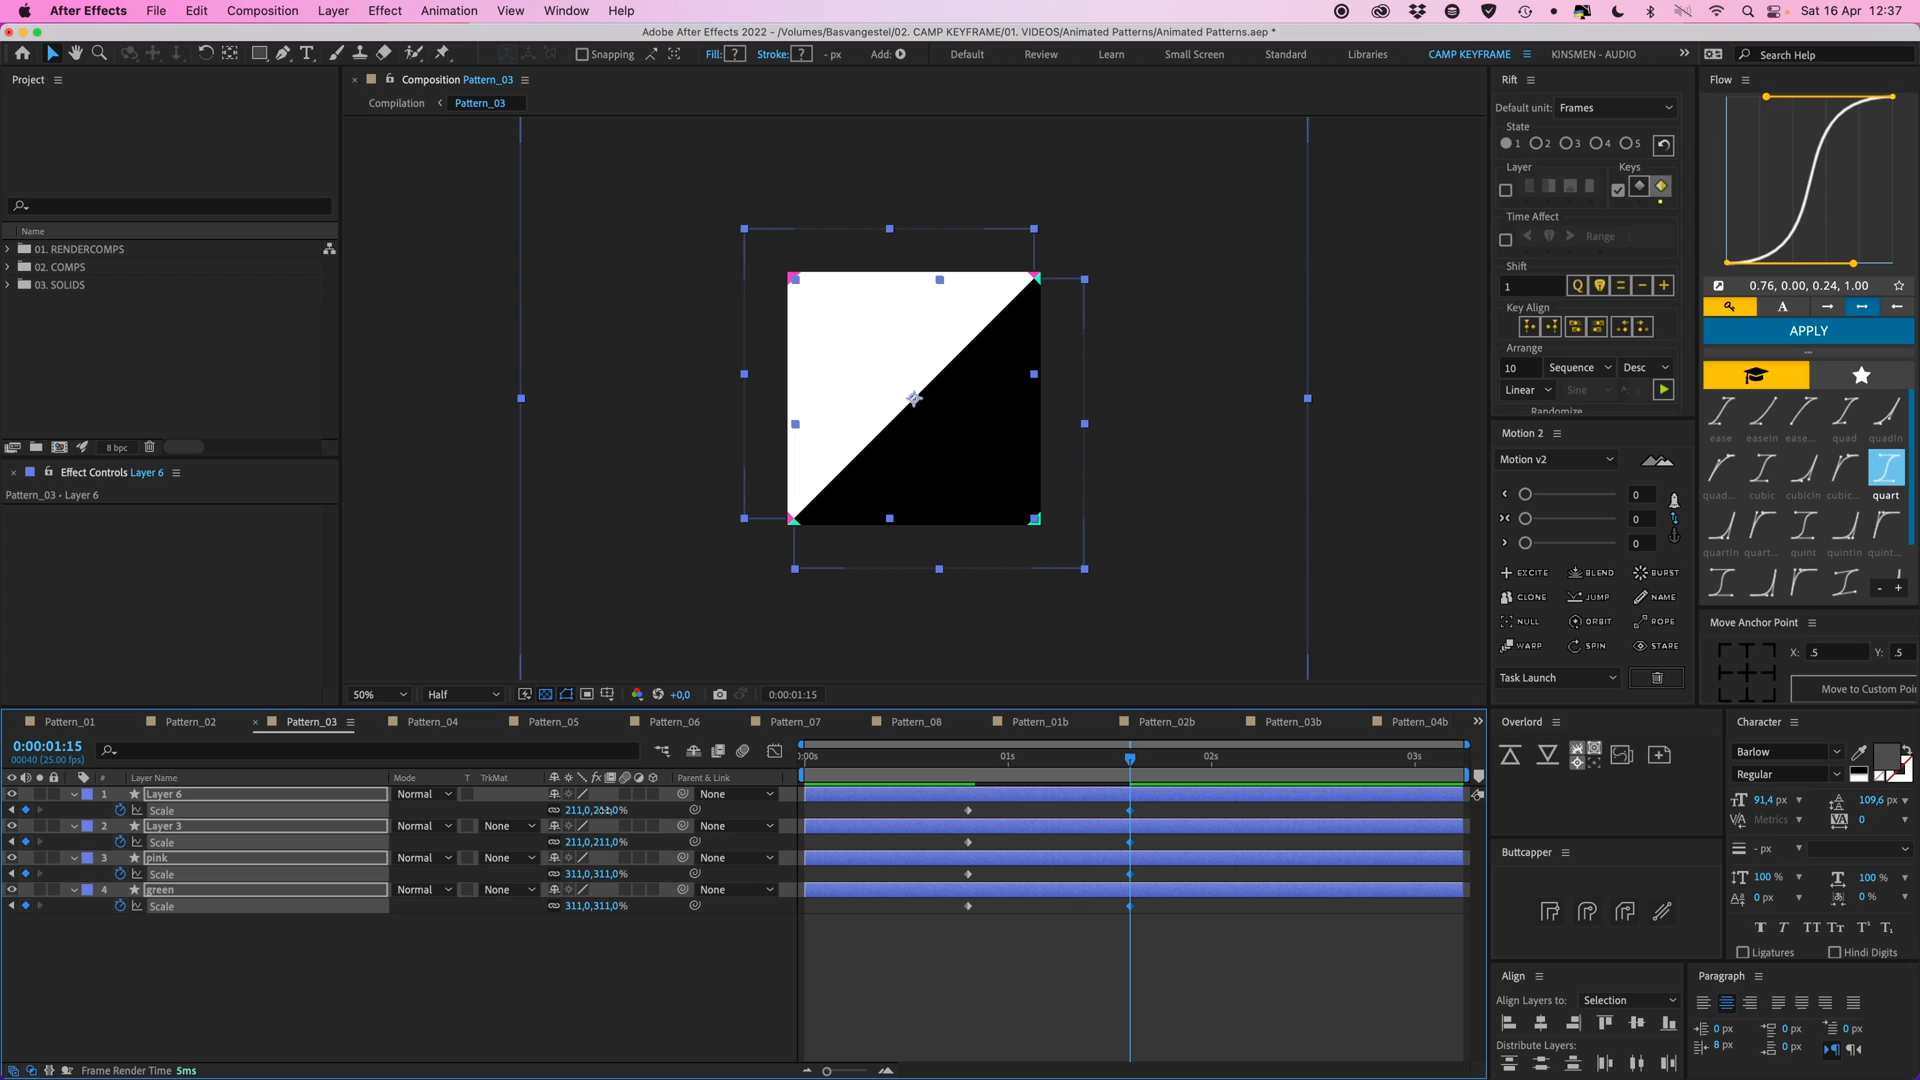 After Effects File Edit Composition Layer Effect Animation View Window Help Sat 16 Apr 12:37
Adobe After Effects 2022 - /Volumes/Basvangestel/02. CAMP KEYFRAME/01. VIDEOS/Animated Patterns/Animated Patterns.aep *
Snapping Fill: ? Stroke: ? - px Add: Default Review Learn Small Screen Standard Libraries CAMP KEYFRAME KINSMEN - AUDIO Search Help
Project
Composition Pattern_03
Compilation Pattern_03
Rift
Flow
Default unit: Frames
State
1 2 3 4 5
Layer Keys
Time Affect
Range
Shift
1
Key Align
Arrange
10 Sequence Desc
Linear Sine
Randomize
0.76, 0.00, 0.24, 1.00
A
APPLY
ease easeIn ease... quad quadIn
quad... cubic cubicIn cubic... quart
quartIn quart... quint quintIn quint...
Name
01. RENDERCOMPS
02. COMPS
03. SOLIDS
8 bpc
Effect Controls Layer 6
Pattern_03 • Layer 6
Motion 2
Motion v2
0
0
0
EXCITE BLEND BURST
CLONE JUMP NAME
NULL ORBIT ROPE
WARP SPIN STARE
Task Launch
Move Anchor Point
X: .5 Y: .5
Move to Custom Poi
50% Half +0,0 0:00:01:15
Pattern_01 Pattern_02 Pattern_03 Pattern_04 Pattern_05 Pattern_06 Pattern_07 Pattern_08 Pattern_01b Pattern_02b Pattern_03b Pattern_04b
0:00:01:15
00040 (25.00 fps)
:00s 01s 02s 03s
# Layer Name Mode T TrkMat Parent & Link
1 Layer 6 Normal None
Scale
2 Layer 3 Normal None None
Scale 211,0,211,0%
3 pink Normal None None
Scale 311,0,311,0%
4 green Normal None None
Scale 311,0,311,0%
Frame Render Time 5ms
Overlord
Buttcapper
Character
Barlow
Regular
91,4 px 109,6 px
Metrics 0
- px
100 % 100 %
0 px 0 %
Ligatures Hindi Digits
Align
Align Layers to: Selection
Distribute Layers:
Paragraph
0 px 0 px 0 px
8 px 0 px